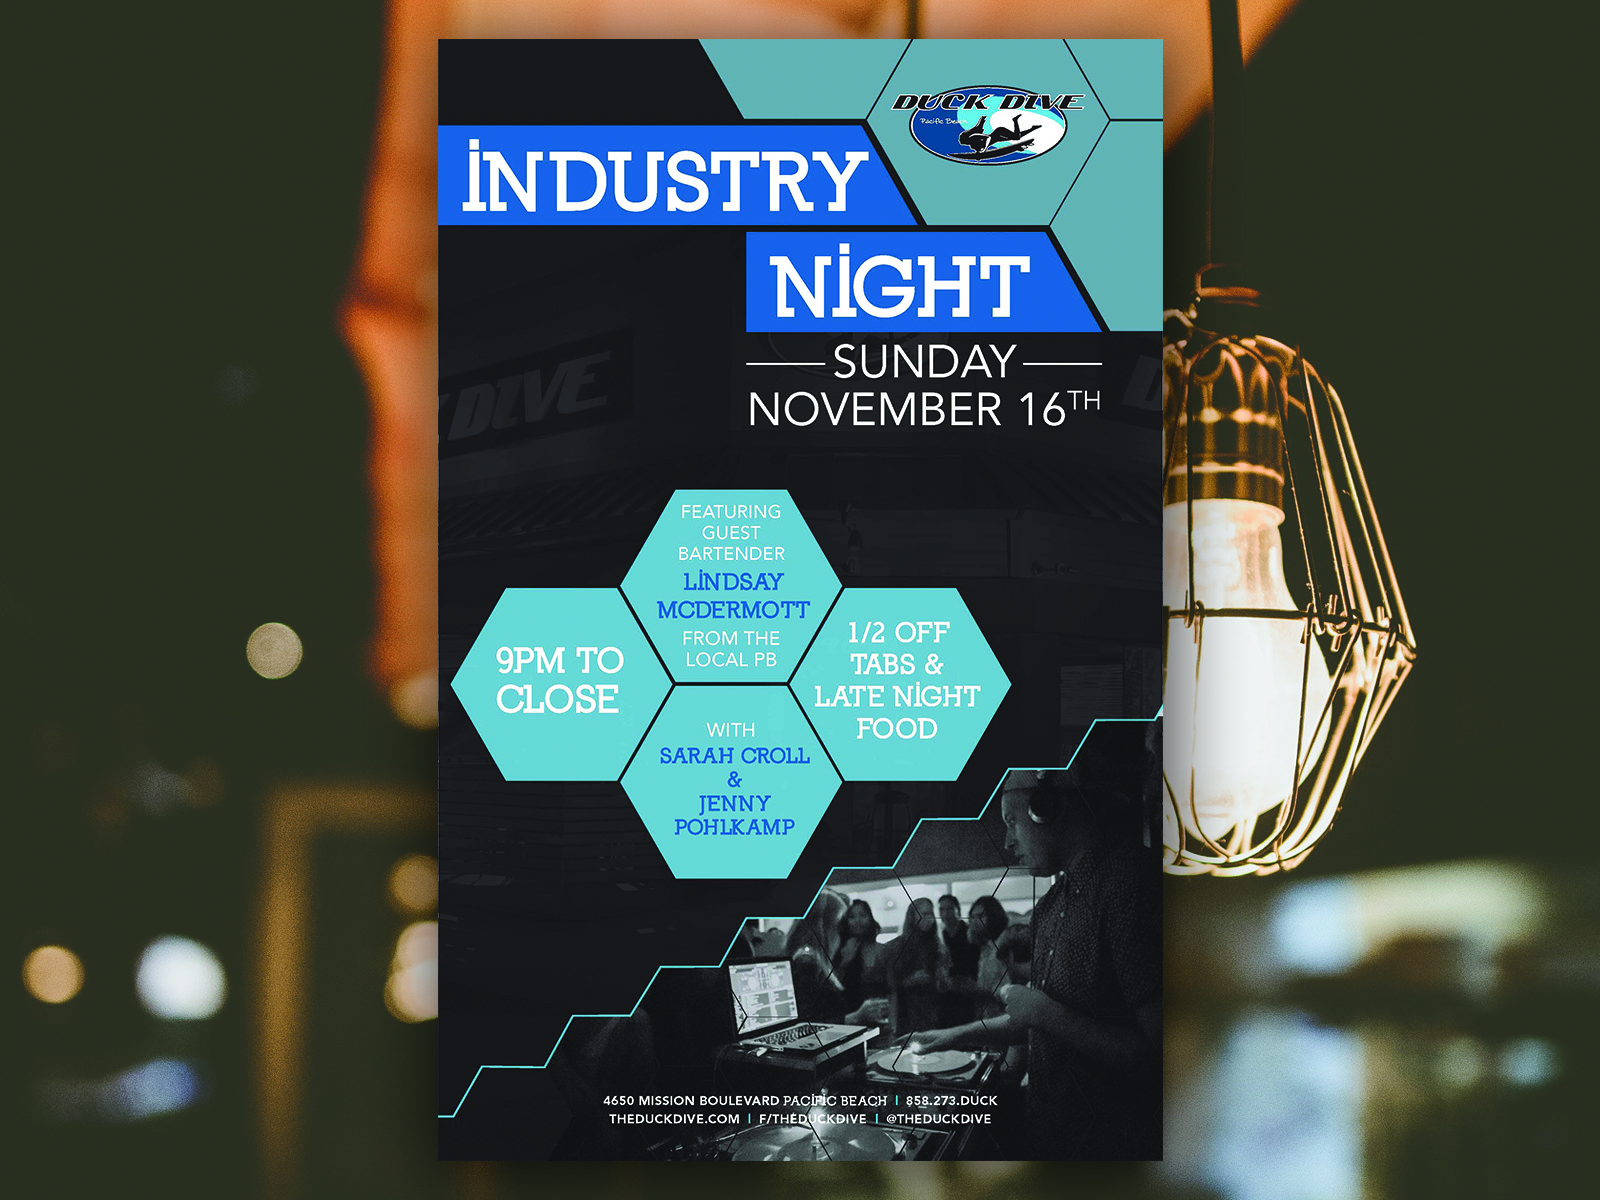 DUCK DIVE
Pacific Beach
INDUSTRY
NIGHT
SUNDAY
NOVEMBER 16TH
DIVE
FEATURING
GUEST
BARTENDER
LINDSAY
MCDERMOTT
FROM THE
LOCAL PB
9PM TO
CLOSE
1/2 OFF
TABS &
LATE NIGHT
FOOD
WITH
SARAH CROLL
&
JENNY
POHLKAMP
4650 MISSION BOULEVARD PACIFIC BEACH | 858.273.DUCK
THEDUCKDIVE.COM | F/THEDUCKDIVE | @THEDUCKDIVE